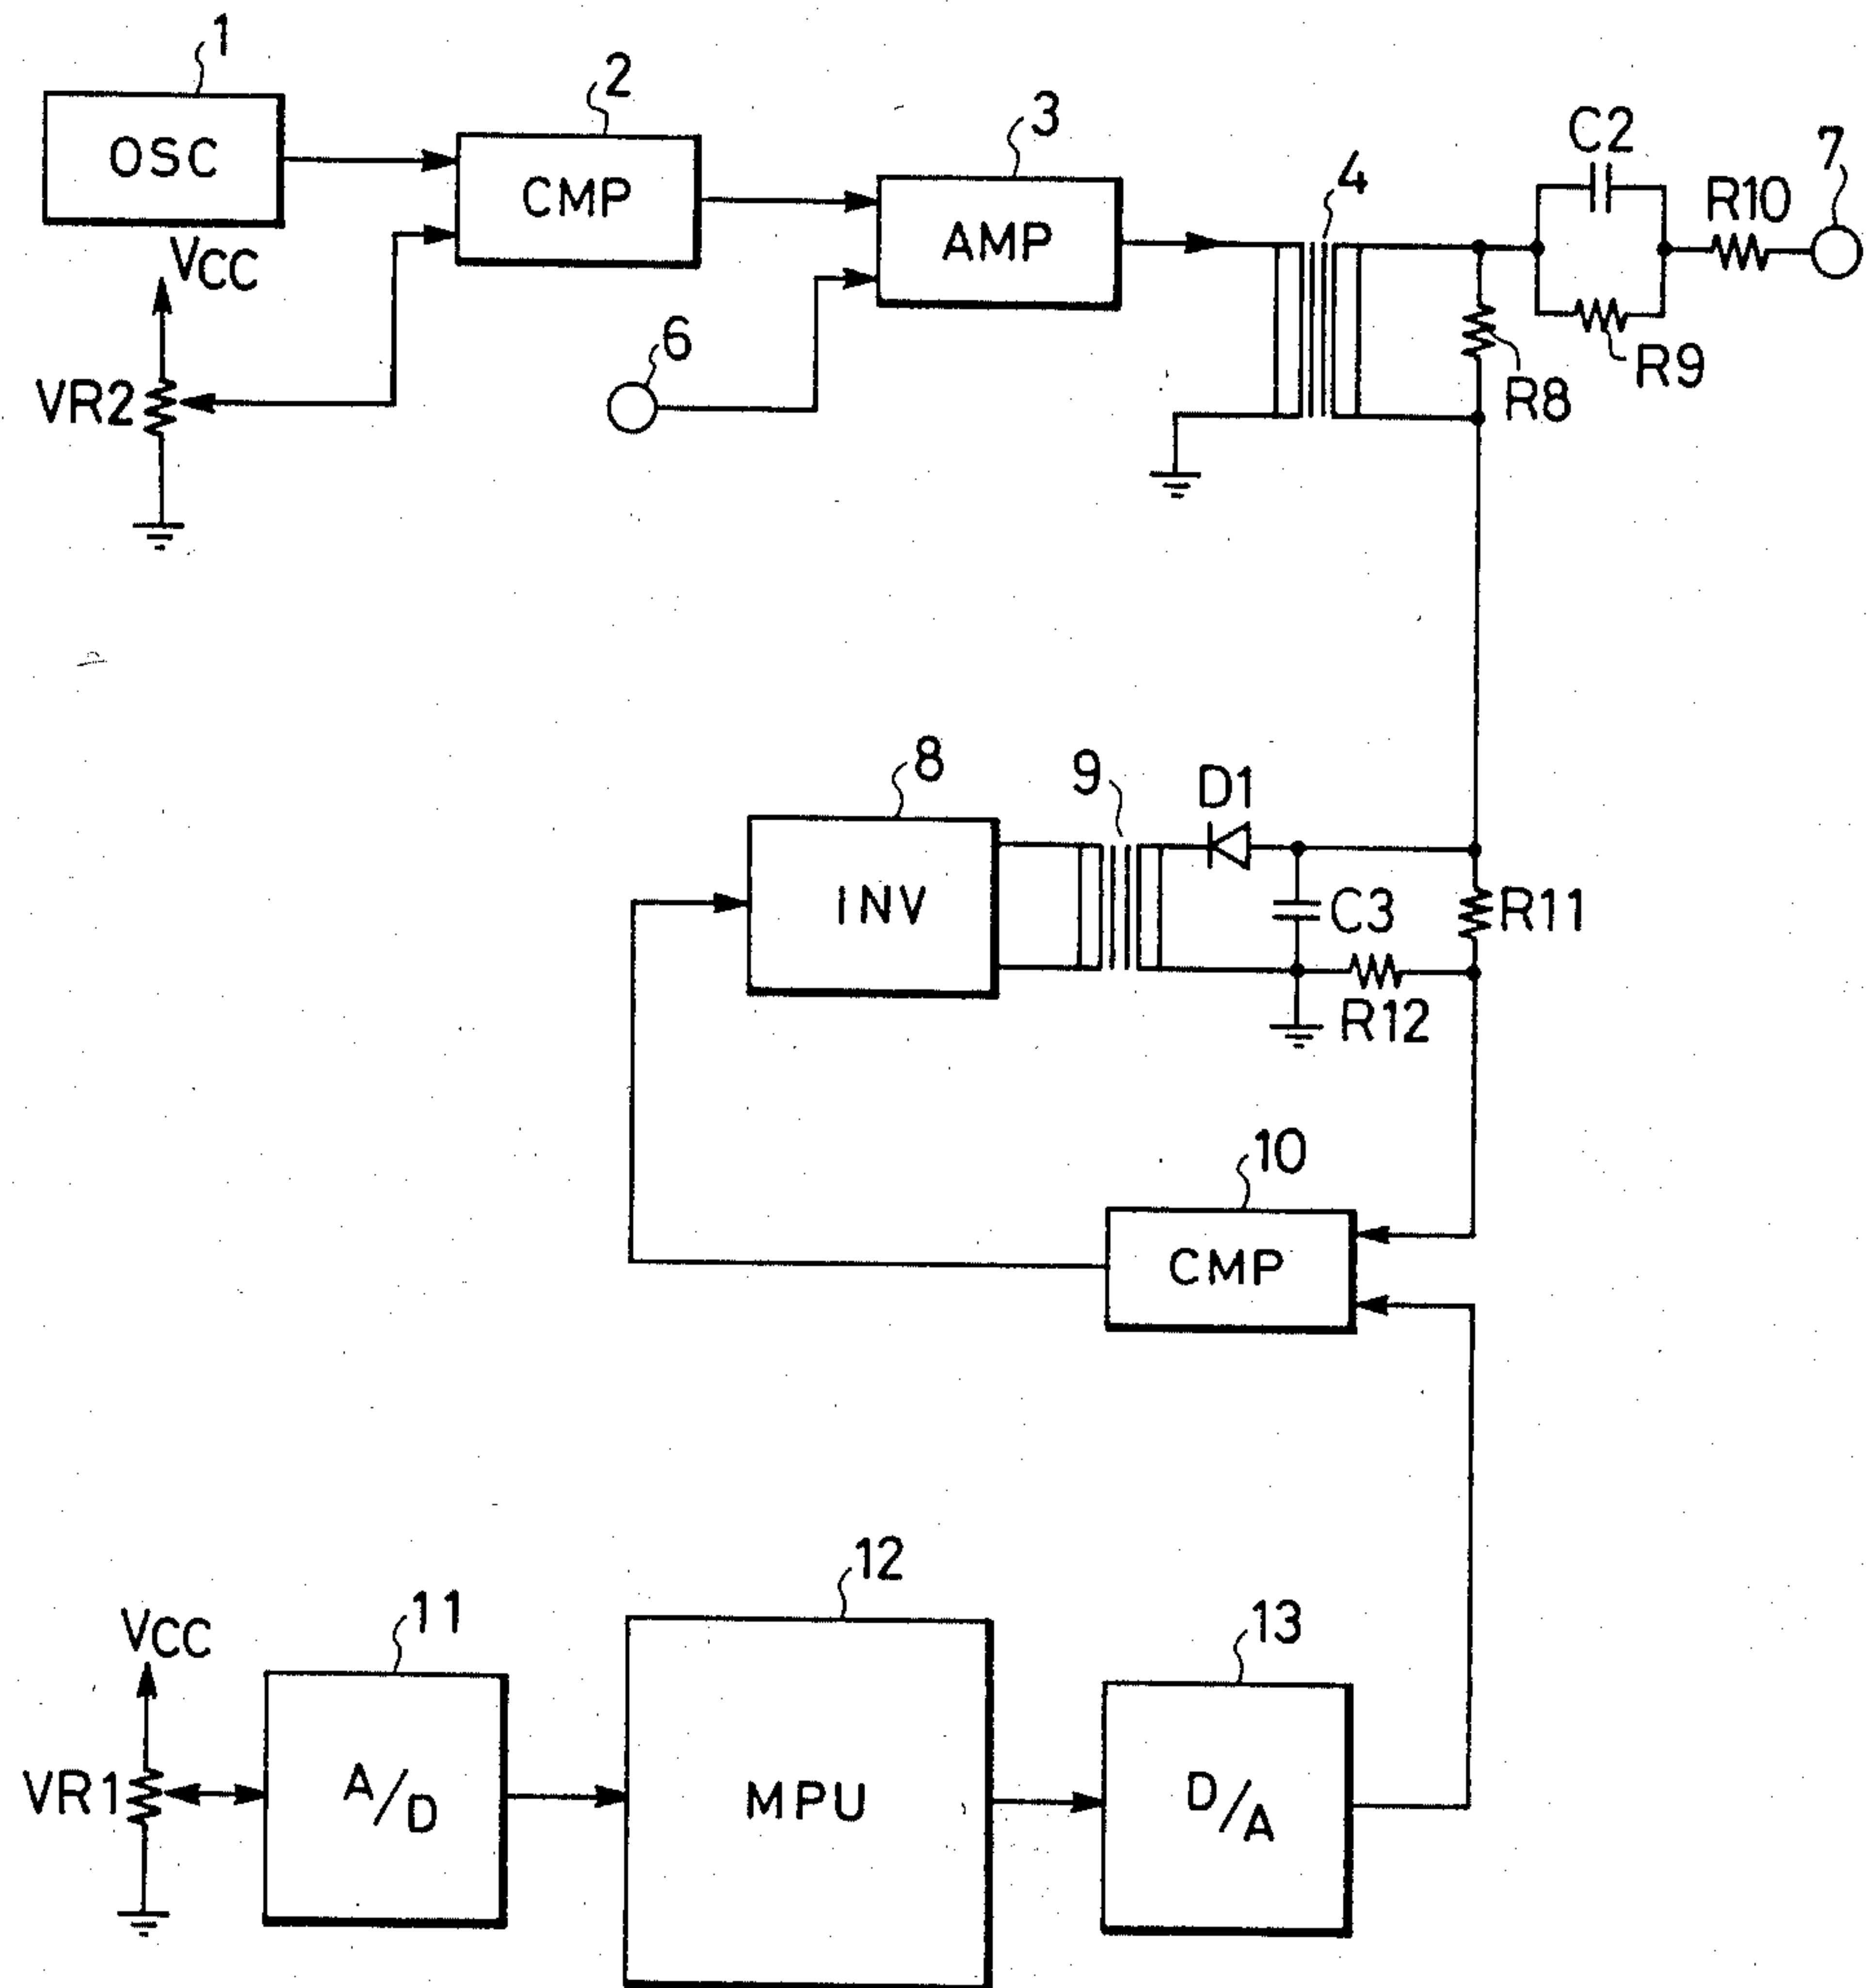 1
OSC
2
CMP
3
AMP
4
C2
R10
7
VCC
VR2
6
R8
R9
8
INV
9
D1
C3
R11
R12
10
CMP
VCC
VR1
11
A/D
12
MPU
13
D/A